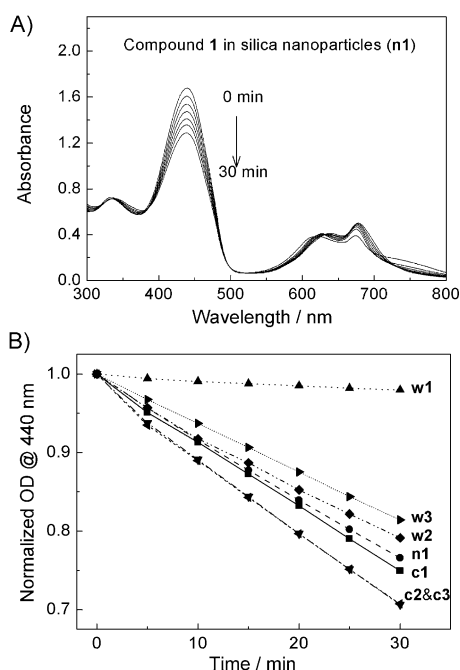 A)
Compound 1 in silica nanoparticles (n1)
0 min
30 min
Absorbance
2.0
1.6
1.2
0.8
0.4
0.0
300 400 500 600 700 800
Wavelength / nm
B)
Normalized OD @ 440 nm
1.0
0.9
0.8
0.7
w1
w3
w2
n1
c1
c2&c3
0 10 20 30
Time / min